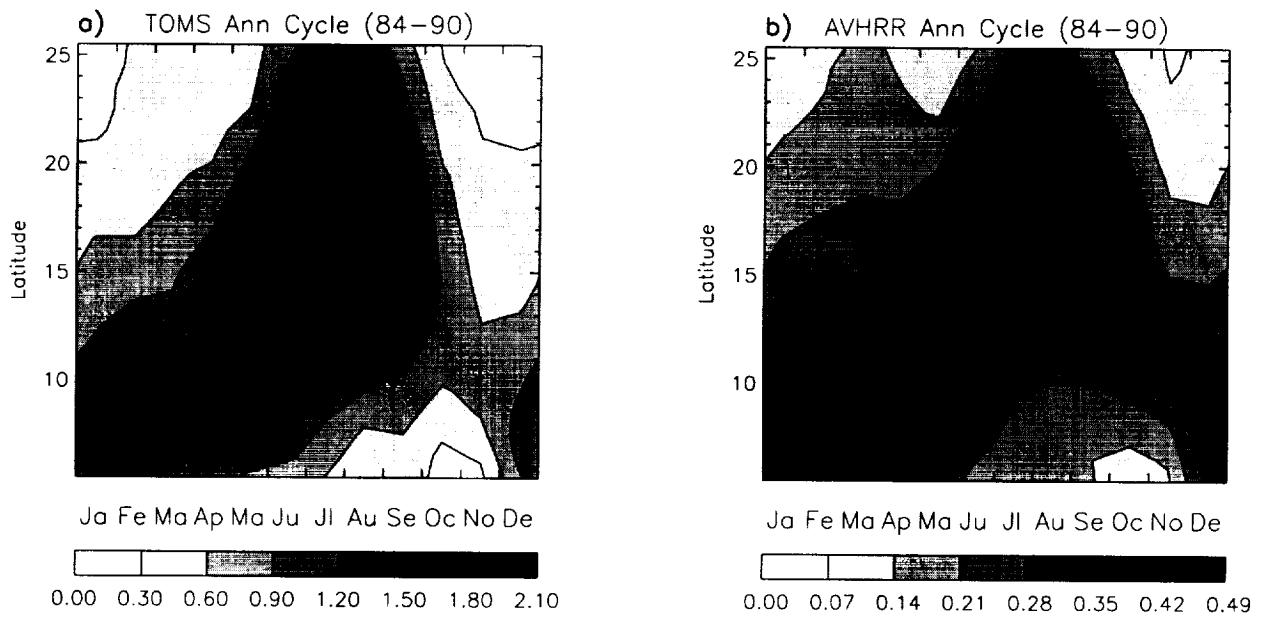 a) TOMS Ann Cycle (84-90)
25
20
15
10
Latitude
Ja Fe Ma Ap Ma Ju Jl Au Se Oc No De
0.00 0.30 0.60 0.90 1.20 1.50 1.80 2.10
b) AVHRR Ann Cycle (84-90)
25
20
15
10
Latitude
Ja Fe Ma Ap Ma Ju Jl Au Se Oc No De
0.00 0.07 0.14 0.21 0.28 0.35 0.42 0.49